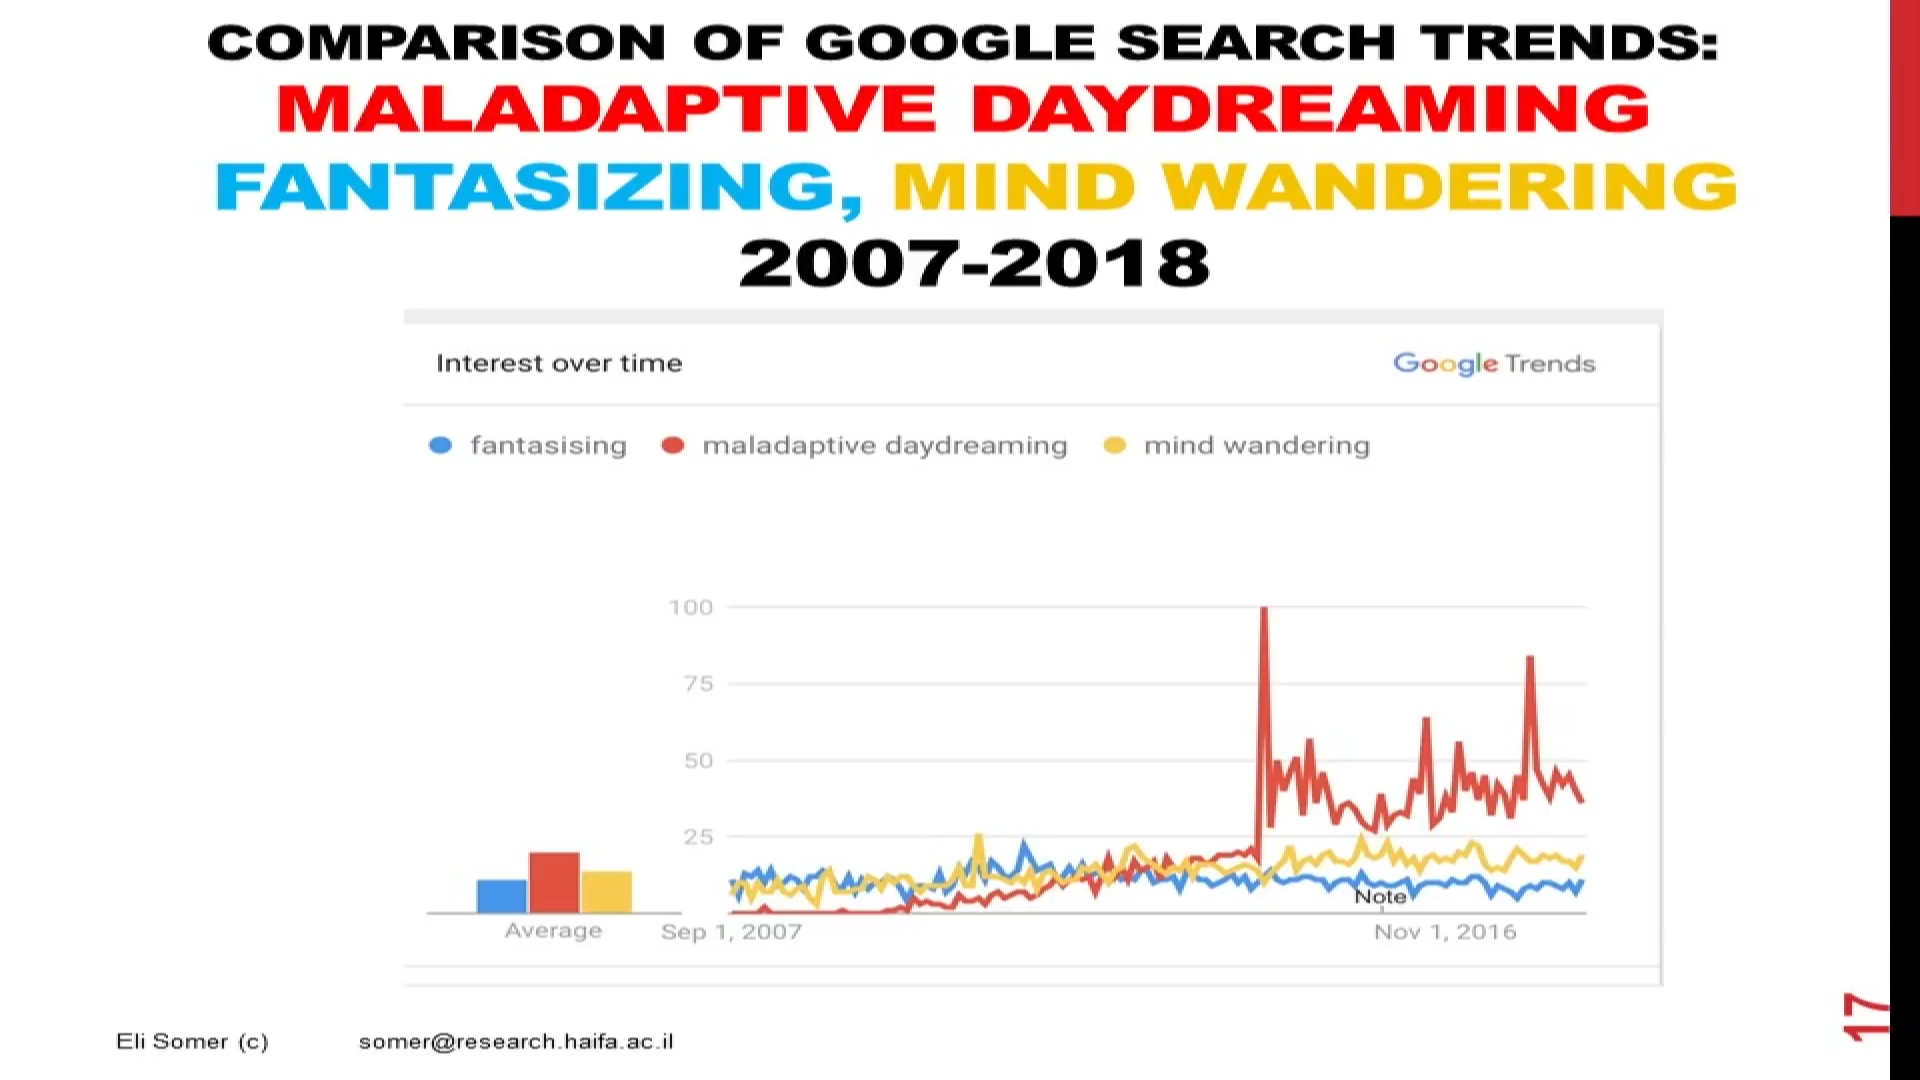 COMPARISON OF GOOGLE SEARCH TRENDS:
MALADAPTIVE DAYDREAMING
FANTASIZING, MIND WANDERING
2007-2018
Interest over time
Google Trends
fantasising maladaptive daydreaming mind wandering
100
75
50
25
Note
Average Sep 1, 2007 Nov 1, 2016
Eli Somer (c) somer@research.haifa.ac.il
17